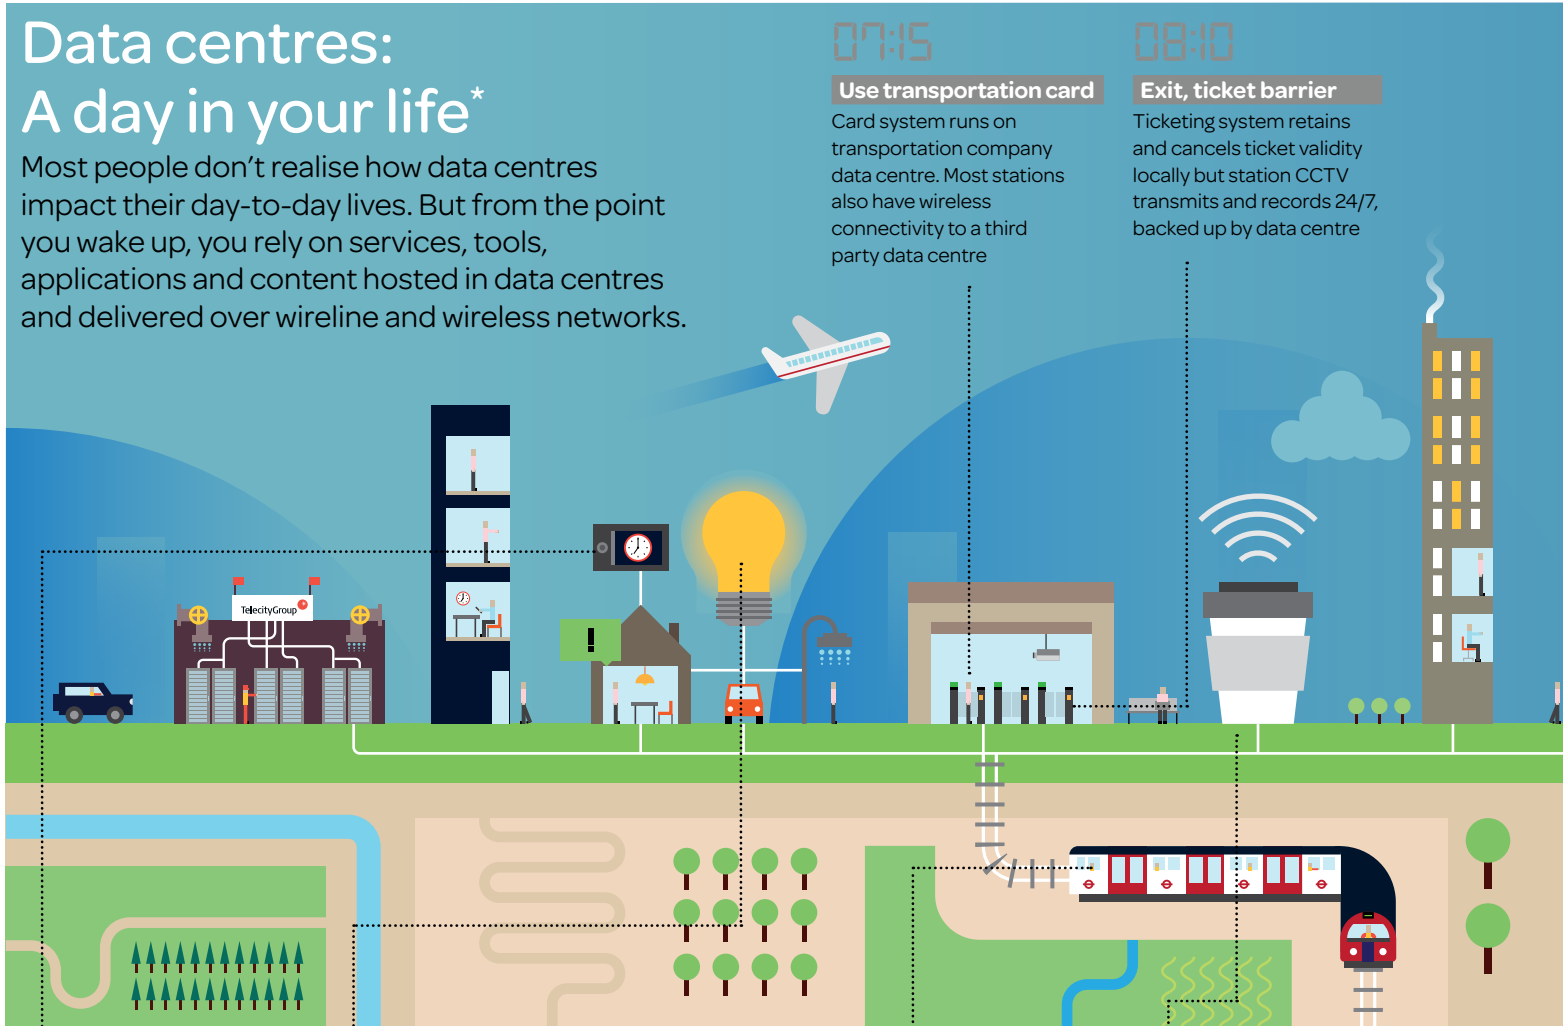 Data centres:
A day in your life*
Most people don’t realise how data centres
impact their day-to-day lives. But from the point
you wake up, you rely on services, tools,
applications and content hosted in data centres
and delivered over wireline and wireless networks.
07:15
Use transportation card
Card system runs on
transportation company
data centre. Most stations
also have wireless
connectivity to a third
party data centre
08:10
Exit, ticket barrier
Ticketing system retains
and cancels ticket validity
locally but station CCTV
transmits and records 24/7,
backed up by data centre
TelecityGroup
!